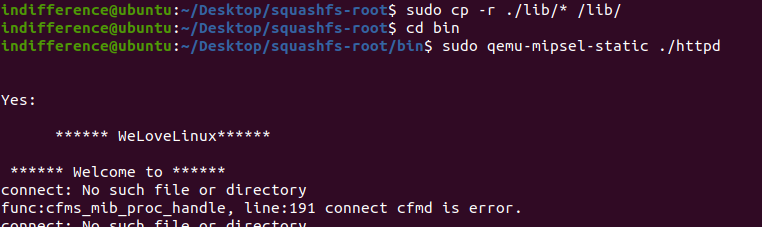 indifference@ubuntu:~/Desktop/squashfs-root$ sudo cp -r ./lib/* /lib/
indifference@ubuntu:~/Desktop/squashfs-root$ cd bin
indifference@ubuntu:~/Desktop/squashfs-root/bin$ sudo qemu-mipsel-static ./httpd
Yes:
****** WeLoveLinux******
****** Welcome to ******
connect: No such file or directory
func:cfms_mib_proc_handle, line:191 connect cfmd is error.
connect: No such file or directory